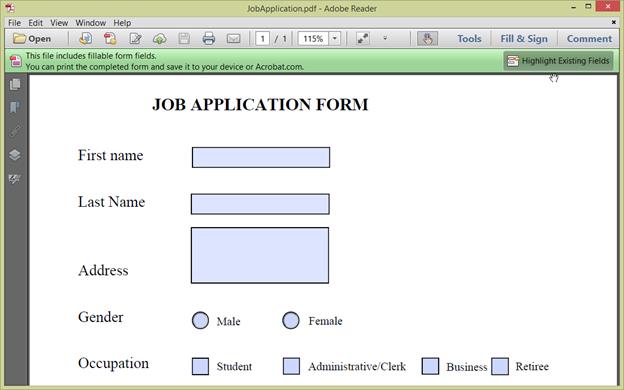 JobApplication.pdf - Adobe Reader
File Edit View Window Help
Open 1 / 1 115% Tools Fill & Sign Comment
This file includes fillable form fields.
You can print the completed form and save it to your device or Acrobat.com.
Highlight Existing Fields
JOB APPLICATION FORM
First name
Last Name
Address
Gender Male Female
Occupation Student Administrative/Clerk Business Retiree